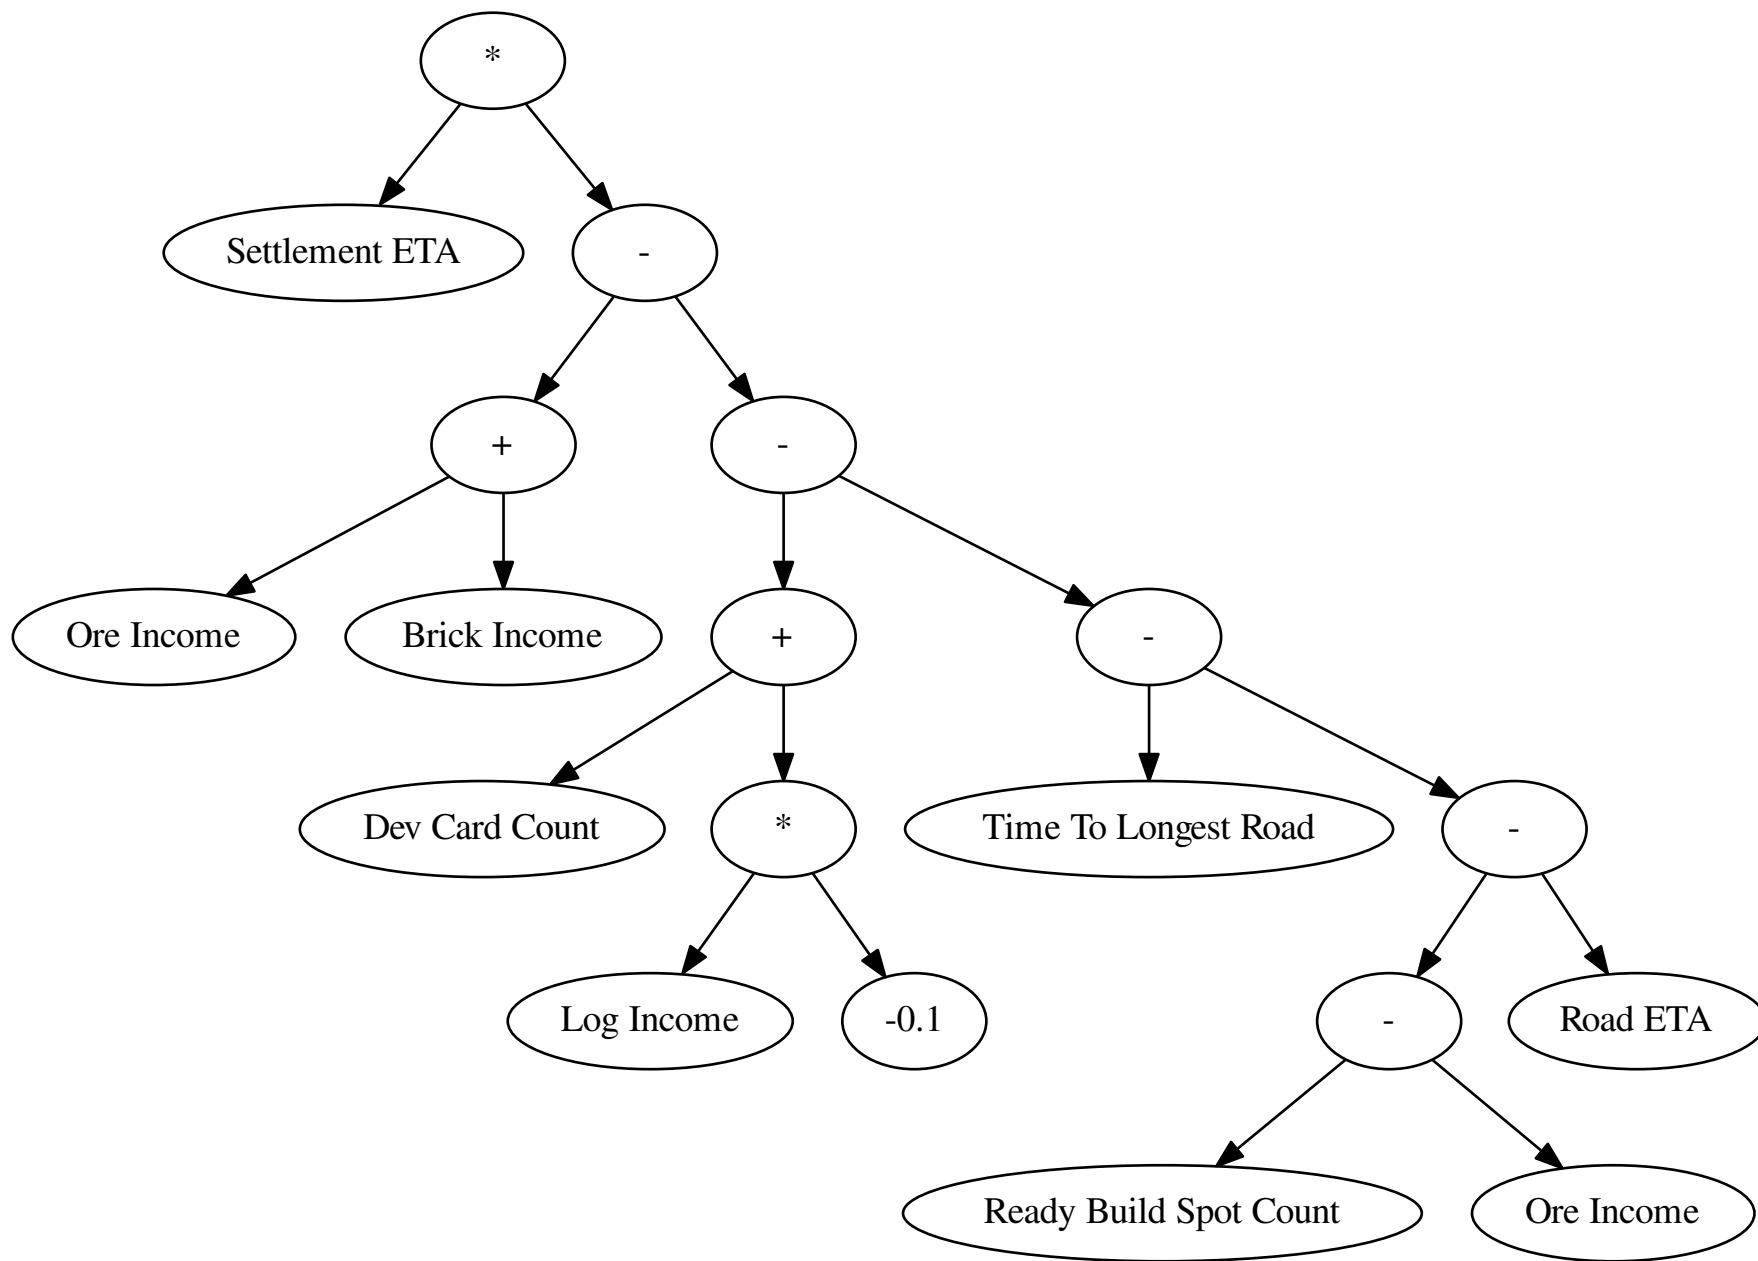 *
Settlement ETA
-
+
-
Ore Income
Brick Income
+
-
Dev Card Count
*
Time To Longest Road
-
Log Income
-0.1
-
Road ETA
Ready Build Spot Count
Ore Income